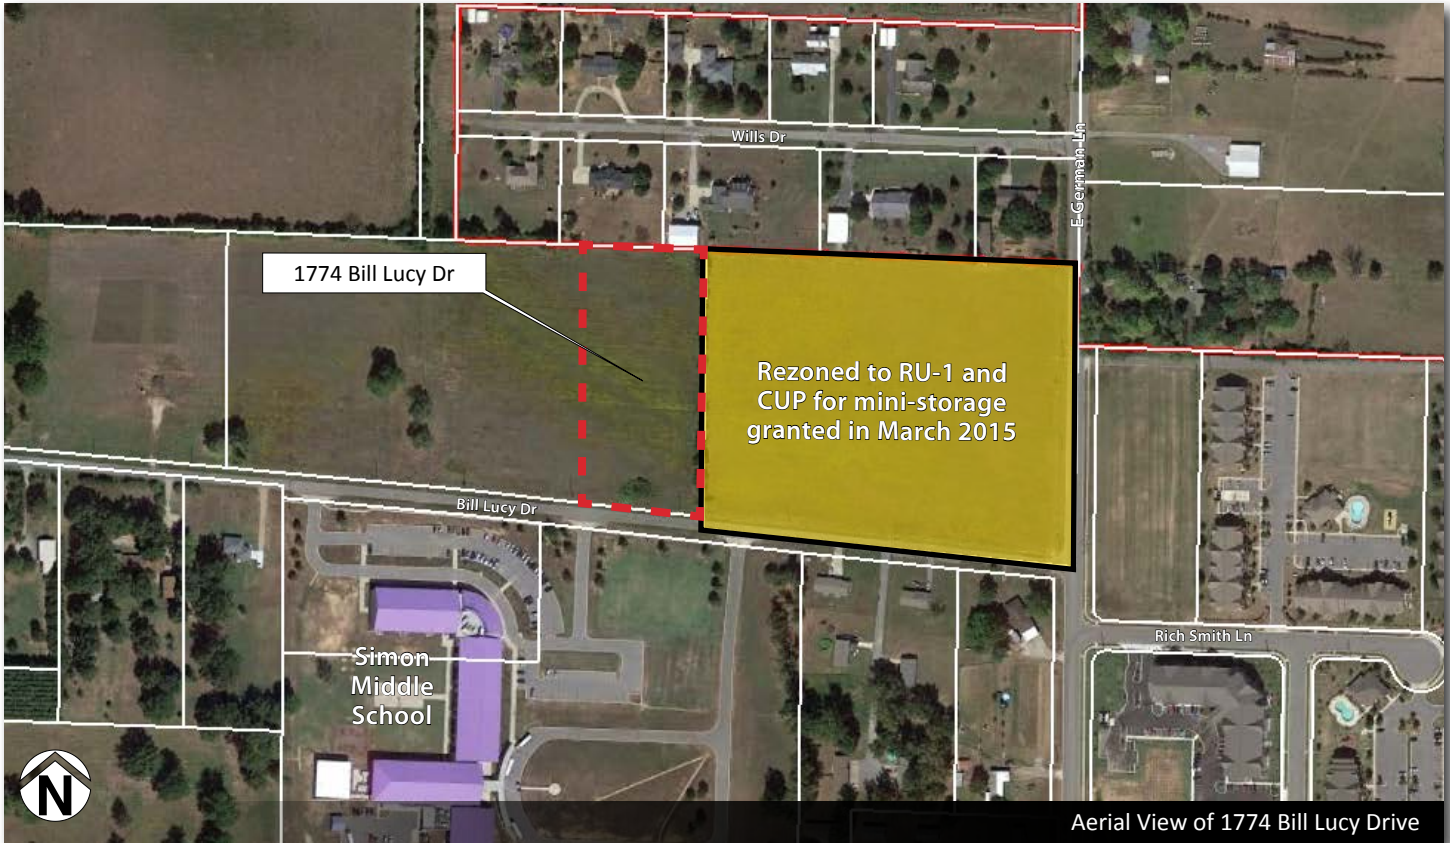 Wills Dr
E German Ln
1774 Bill Lucy Dr
Rezoned to RU-1 and
CUP for mini-storage
granted in March 2015
Bill Lucy Dr
Rich Smith Ln
Simon
Middle
School
N
Aerial View of 1774 Bill Lucy Drive